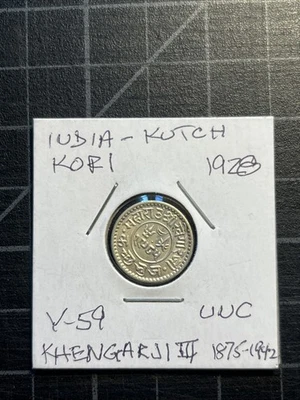 INDIA - KUTCH
KORI 1928
Y-59 UNC
KHENGARJI III 1875-1942